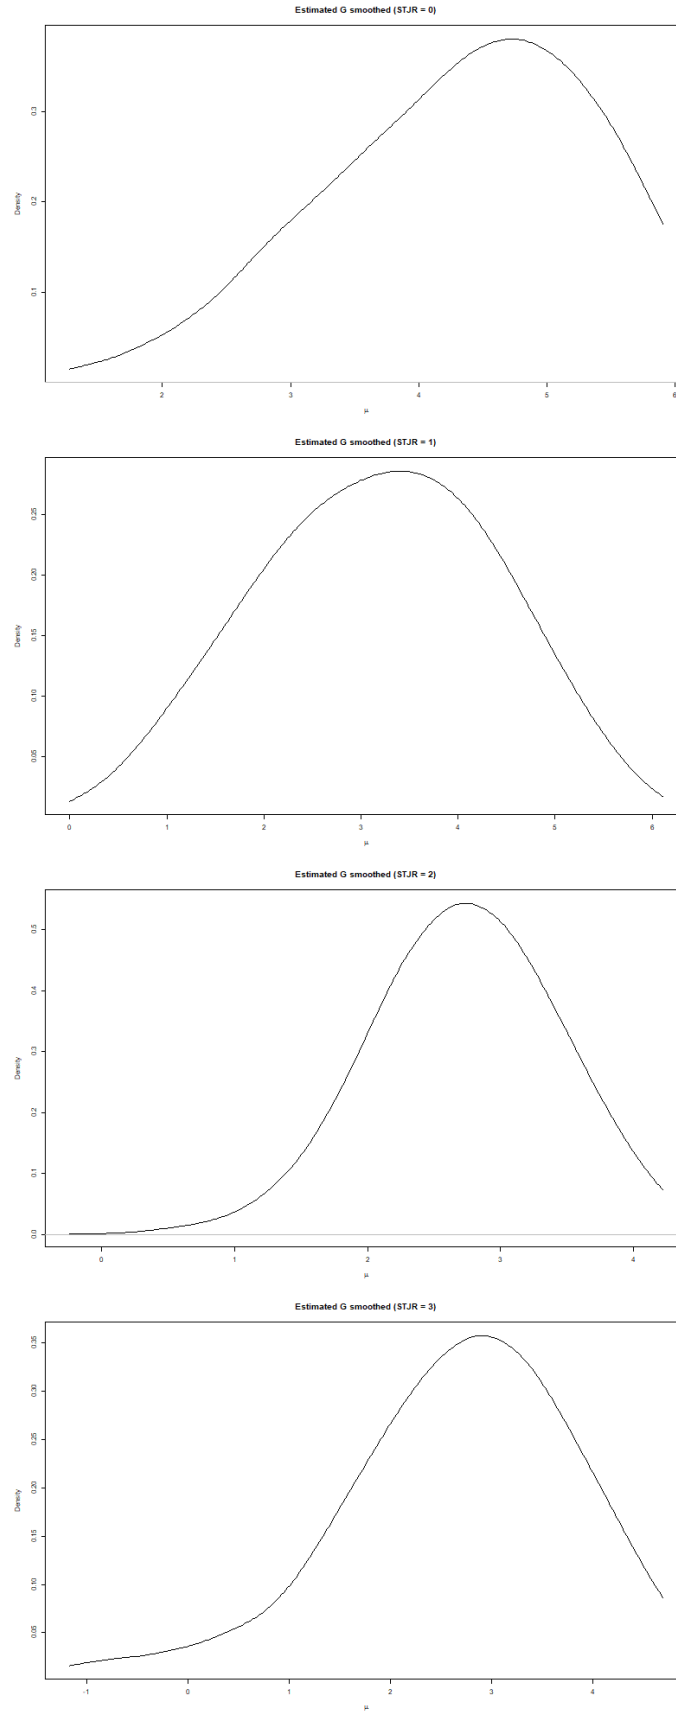 Estimated G smoothed (STJR = 0)
Density
0.1
0.2
0.3
2 3 4 5 6
μ
Estimated G smoothed (STJR = 1)
Density
0.05
0.10
0.15
0.20
0.25
0 1 2 3 4 5 6
μ
Estimated G smoothed (STJR = 2)
Density
0.0
0.1
0.2
0.3
0.4
0.5
0 1 2 3 4
μ
Estimated G smoothed (STJR = 3)
Density
0.05
0.10
0.15
0.20
0.25
0.30
0.35
-1 0 1 2 3 4
μ